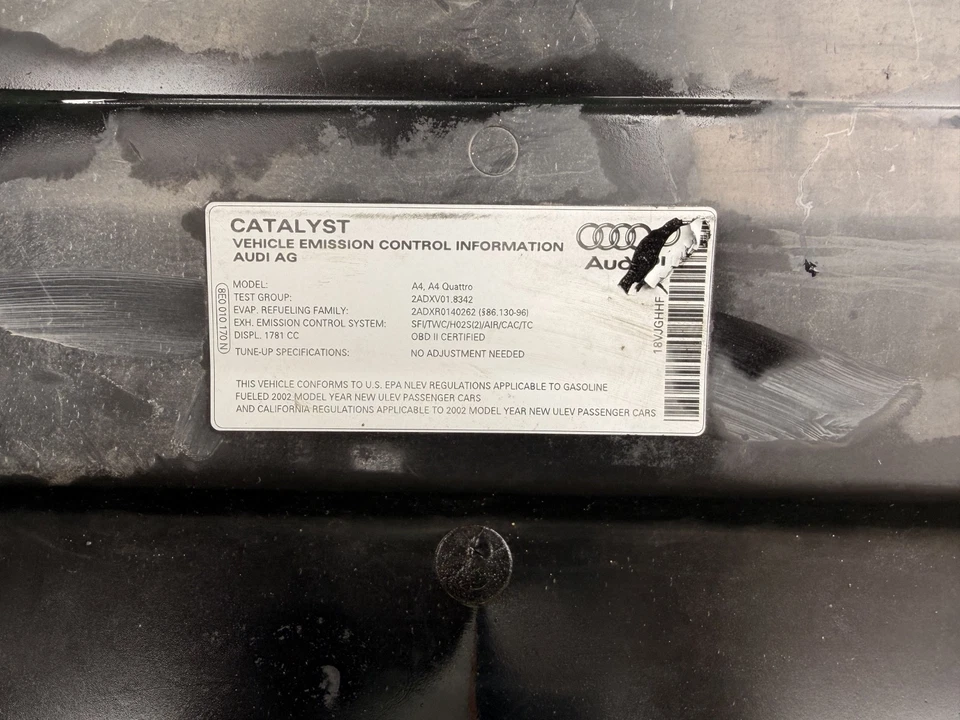 CATALYST
VEHICLE EMISSION CONTROL INFORMATION
AUDI AG
MODEL: A4, A4 Quattro
TEST GROUP: 2ADXV01.8342
EVAP. REFUELING FAMILY: 2ADXR0140262 (§86.130-96)
EXH. EMISSION CONTROL SYSTEM: SFI/TWC/H02S(2)/AIR/CAC/TC
DISPL. 1781 CC OBD II CERTIFIED
TUNE-UP SPECIFICATIONS: NO ADJUSTMENT NEEDED
THIS VEHICLE CONFORMS TO U.S. EPA NLEV REGULATIONS APPLICABLE TO GASOLINE
FUELED 2002 MODEL YEAR NEW ULEV PASSENGER CARS
AND CALIFORNIA REGULATIONS APPLICABLE TO 2002 MODEL YEAR NEW ULEV PASSENGER CARS
8E0 010 170 N
18VJGHHF